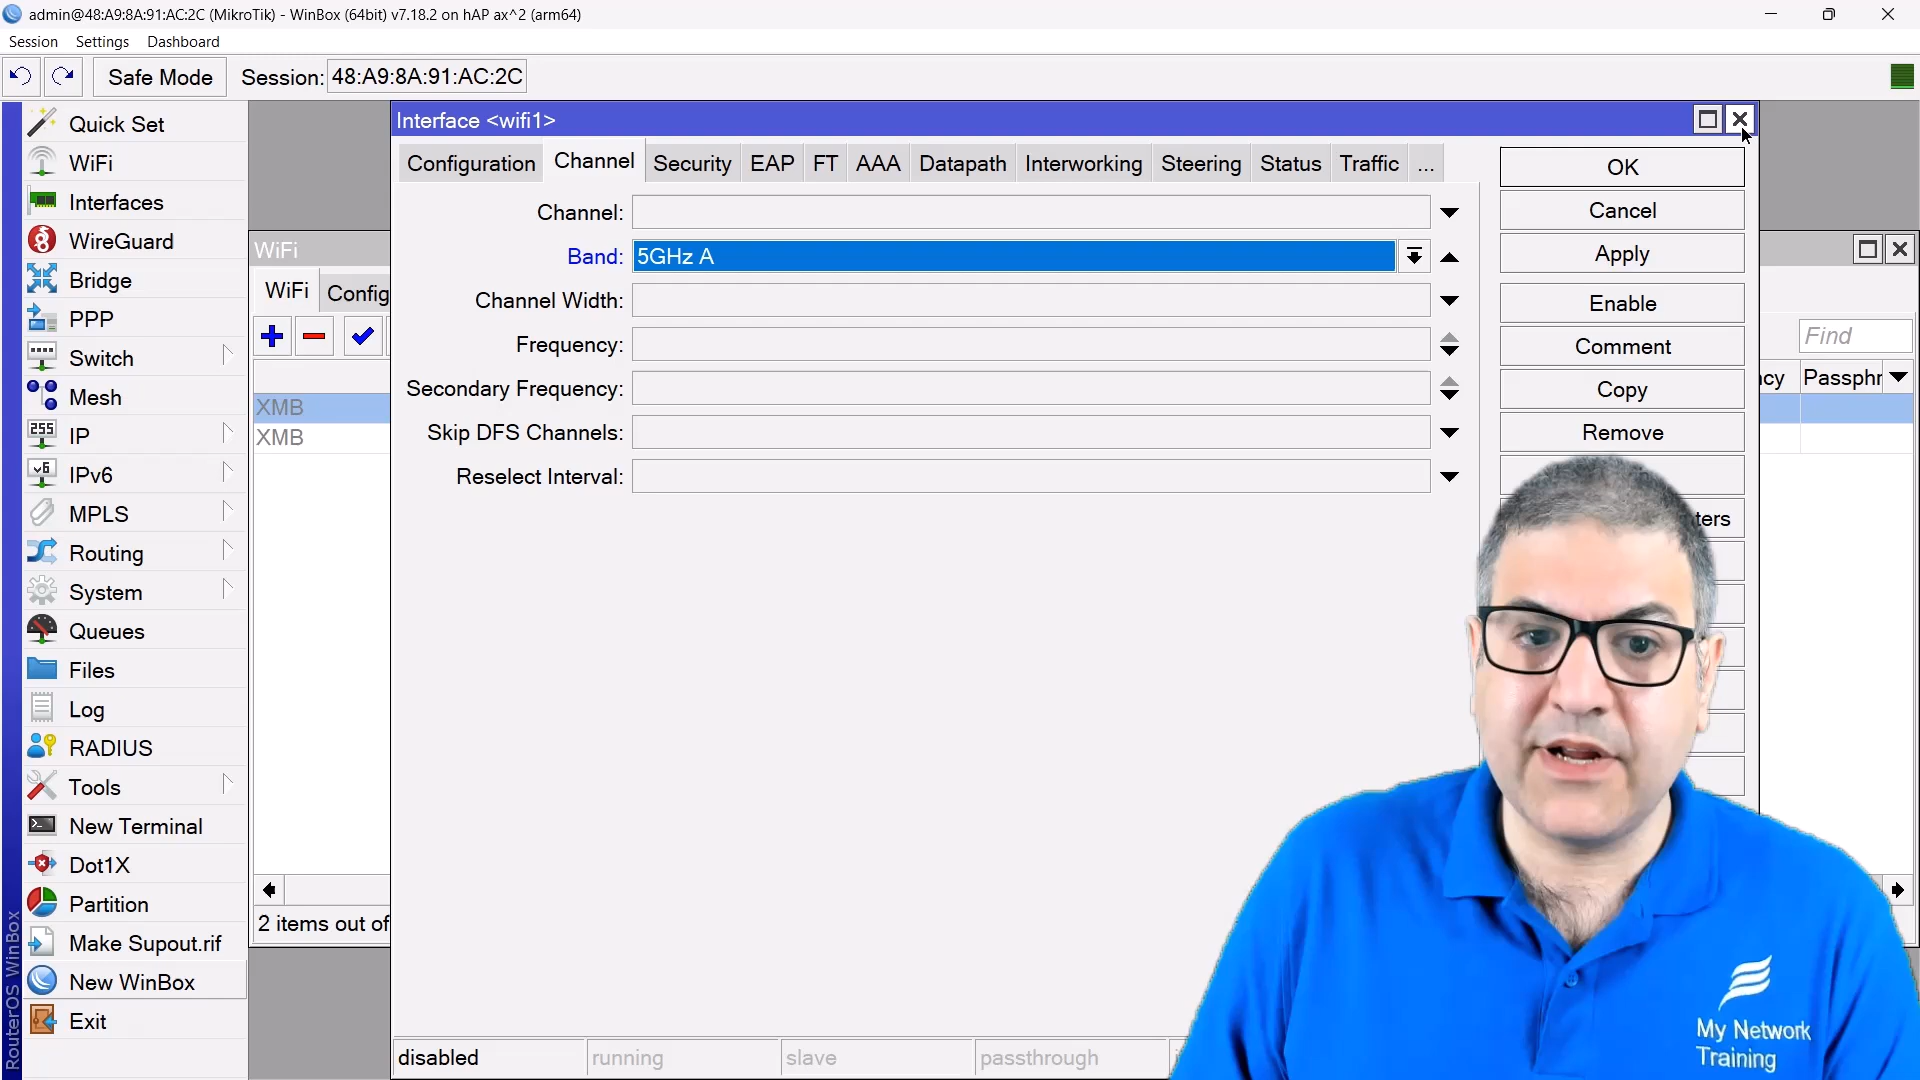 admin@48:A9:8A:91:AC:2C (MikroTik) - WinBox (64bit) v7.18.2 on hAP ax^2 (arm64)
Session Settings Dashboard
Safe Mode Session: 48:A9:8A:91:AC:2C
Quick Set
WiFi
Interfaces
WireGuard
Bridge
PPP
Switch
Mesh
IP
IPv6
MPLS
Routing
System
Queues
Files
Log
RADIUS
Tools
New Terminal
Dot1X
Partition
Make Supout.rif
New WinBox
Exit
RouterOS WinBox
WiFi
WiFi Config
Find
Passphr
XMB
XMB
2 items out of
Interface <wifi1>
Configuration Channel Security EAP FT AAA Datapath Interworking Steering Status Traffic ...
Channel:
Band: 5GHz A
Channel Width:
Frequency:
Secondary Frequency:
Skip DFS Channels:
Reselect Interval:
OK
Cancel
Apply
Enable
Comment
Copy
Remove
disabled running slave passthrough
My Network
Training